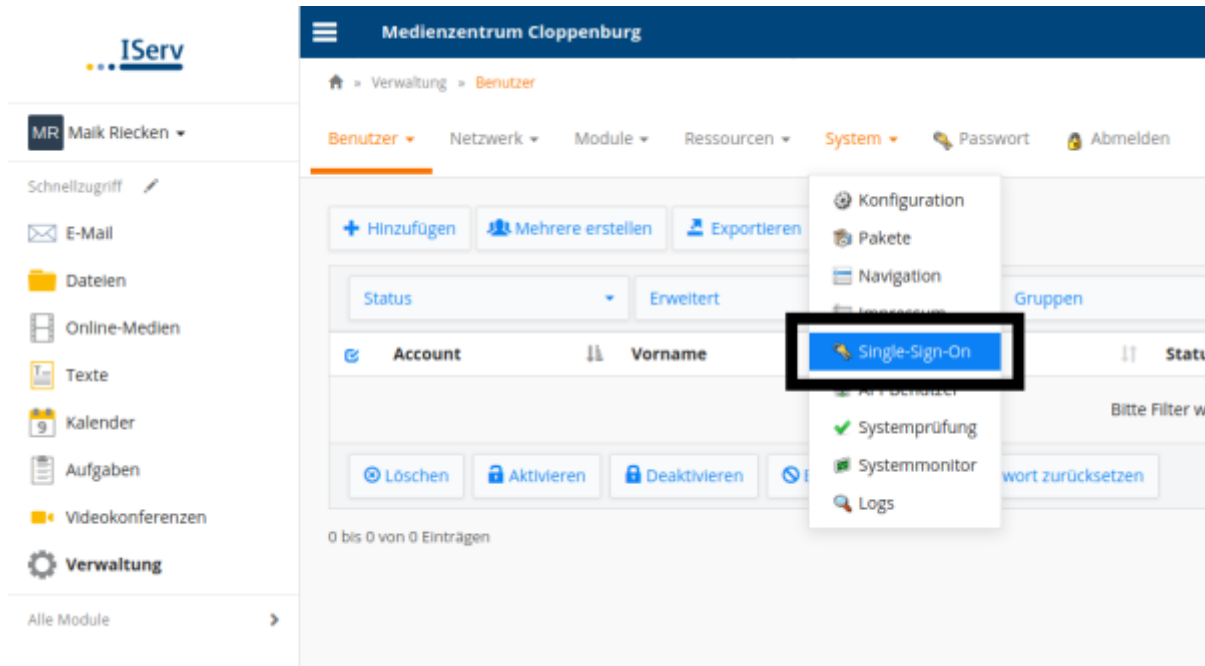 IServ
Medienzentrum Cloppenburg
» Verwaltung » Benutzer
MR Maik Riecken
Benutzer Netzwerk Module Ressourcen System Passwort Abmelden
Schnellzugriff
E-Mail
Dateien
Online-Medien
Texte
9 Kalender
Aufgaben
Videokonferenzen
Verwaltung
Alle Module
Hinzufügen Mehrere erstellen Exportieren
Status Erweitert Gruppen
Account Vorname
Bitte Filter
Löschen Aktivieren Deaktivieren zurücksetzen
0 bis 0 von 0 Einträgen
Konfiguration
Pakete
Navigation
Impressum
Single-Sign-On
Systemprüfung
Systemmonitor
Logs